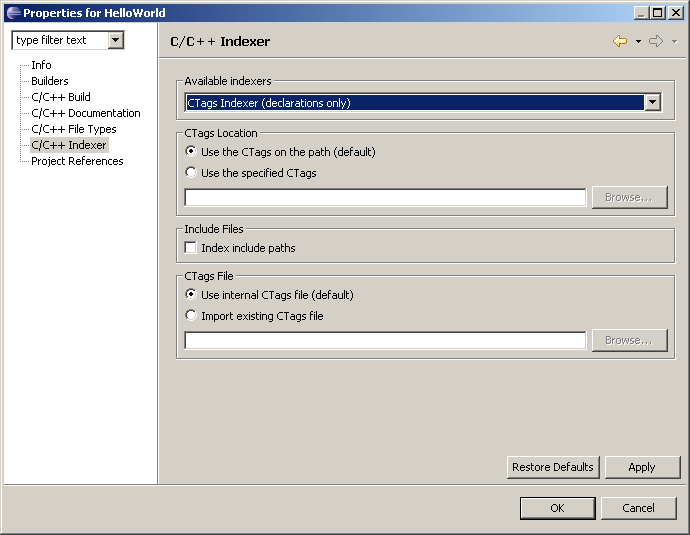 Properties for HelloWorld
type filter text
Info
Builders
C/C++ Build
C/C++ Documentation
C/C++ File Types
C/C++ Indexer
Project References
C/C++ Indexer
Available indexers
CTags Indexer (declarations only)
CTags Location
Use the CTags on the path (default)
Use the specified CTags
Browse...
Include Files
Index include paths
CTags File
Use internal CTags file (default)
Import existing CTags file
Browse...
Restore Defaults
Apply
OK
Cancel